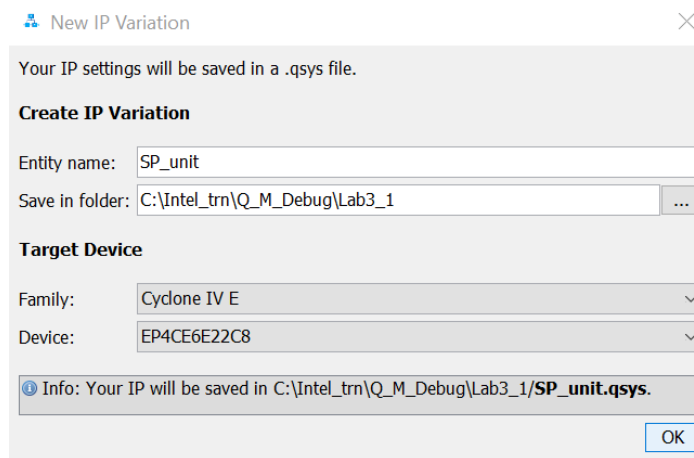 New IP Variation
Your IP settings will be saved in a .qsys file.
Create IP Variation
Entity name: SP_unit
Save in folder: C:\Intel_trn\Q_M_Debug\Lab3_1 ...
Target Device
Family: Cyclone IV E
Device: EP4CE6E22C8
Info: Your IP will be saved in C:\Intel_trn\Q_M_Debug\Lab3_1/SP_unit.qsys.
OK